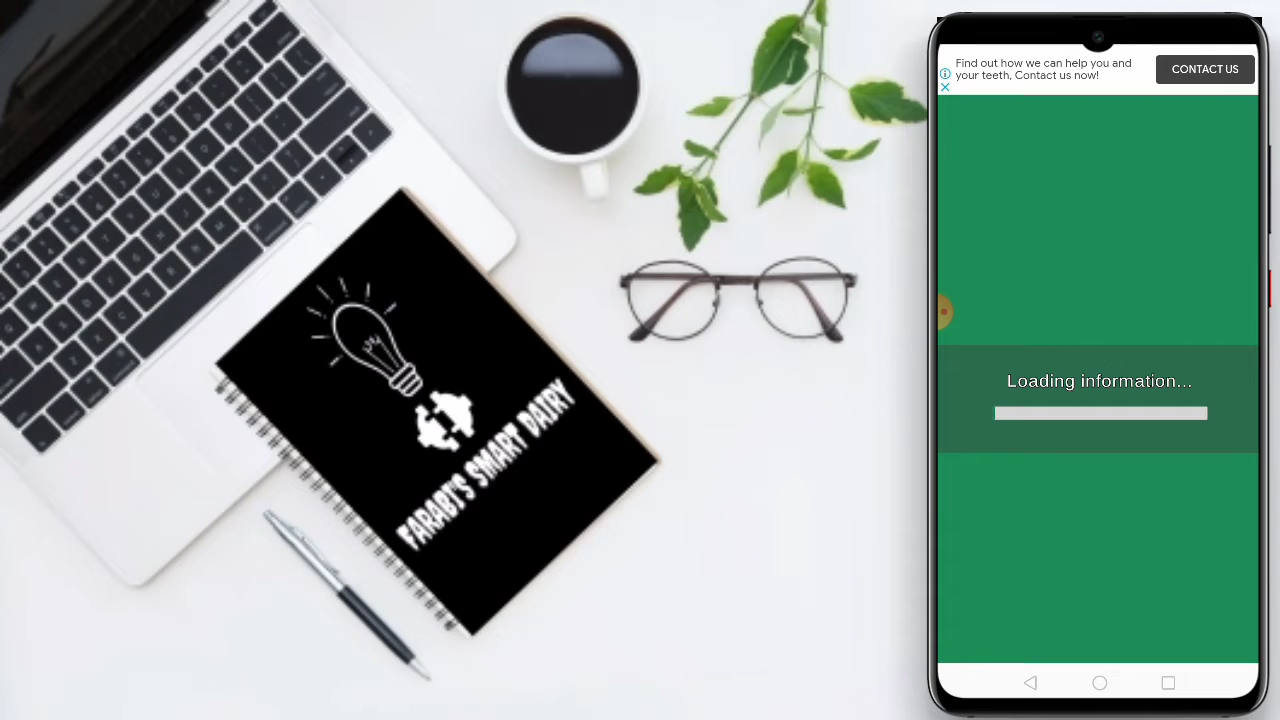 FARABI'S SMART DAIRY
Find out how we can help you and
your teeth, Contact us now!
CONTACT US
Loading information...